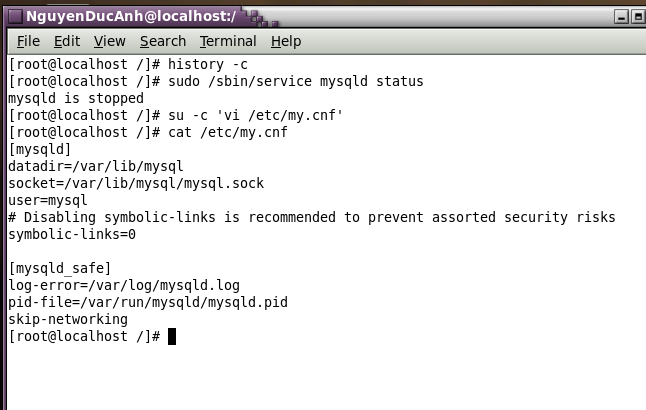 NguyenDucAnh@localhost:/
File Edit View Search Terminal Help
[root@localhost /]# history -c
[root@localhost /]# sudo /sbin/service mysqld status
mysqld is stopped
[root@localhost /]# su -c 'vi /etc/my.cnf'
[root@localhost /]# cat /etc/my.cnf
[mysqld]
datadir=/var/lib/mysql
socket=/var/lib/mysql/mysql.sock
user=mysql
# Disabling symbolic-links is recommended to prevent assorted security risks
symbolic-links=0
[mysqld_safe]
log-error=/var/log/mysqld.log
pid-file=/var/run/mysqld/mysqld.pid
skip-networking
[root@localhost /]#